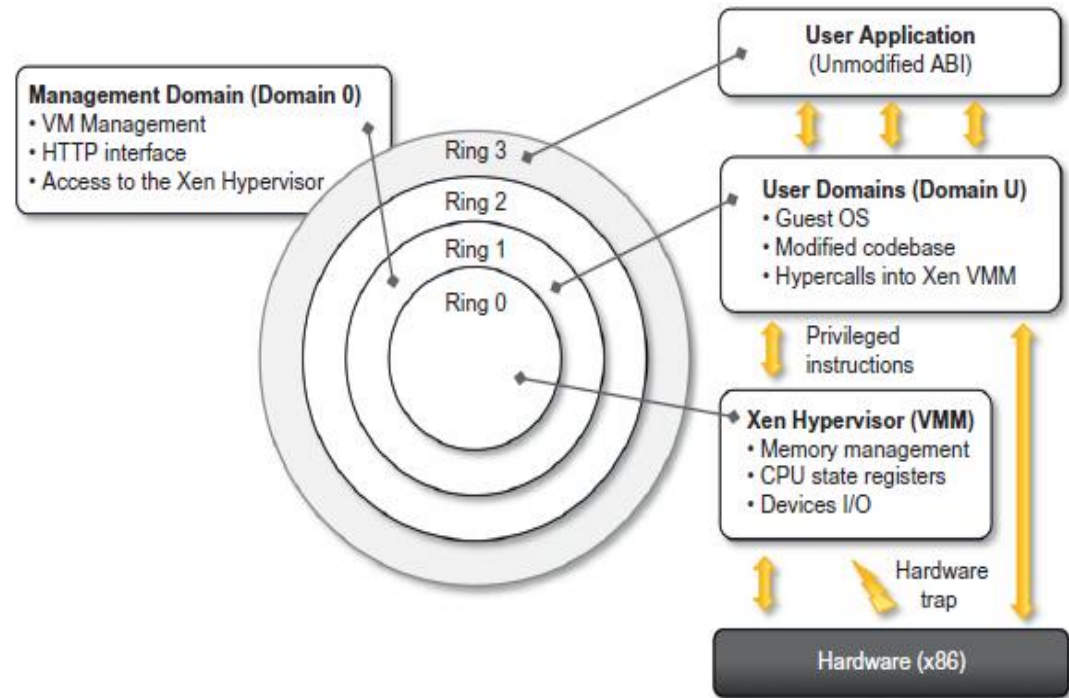 Management Domain (Domain 0)
• VM Management
• HTTP interface
• Access to the Xen Hypervisor
Ring 3
Ring 2
Ring 1
Ring 0
User Application
(Unmodified ABI)
User Domains (Domain U)
• Guest OS
• Modified codebase
• Hypercalls into Xen VMM
Privileged
instructions
Xen Hypervisor (VMM)
• Memory management
• CPU state registers
• Devices I/O
Hardware
trap
Hardware (x86)